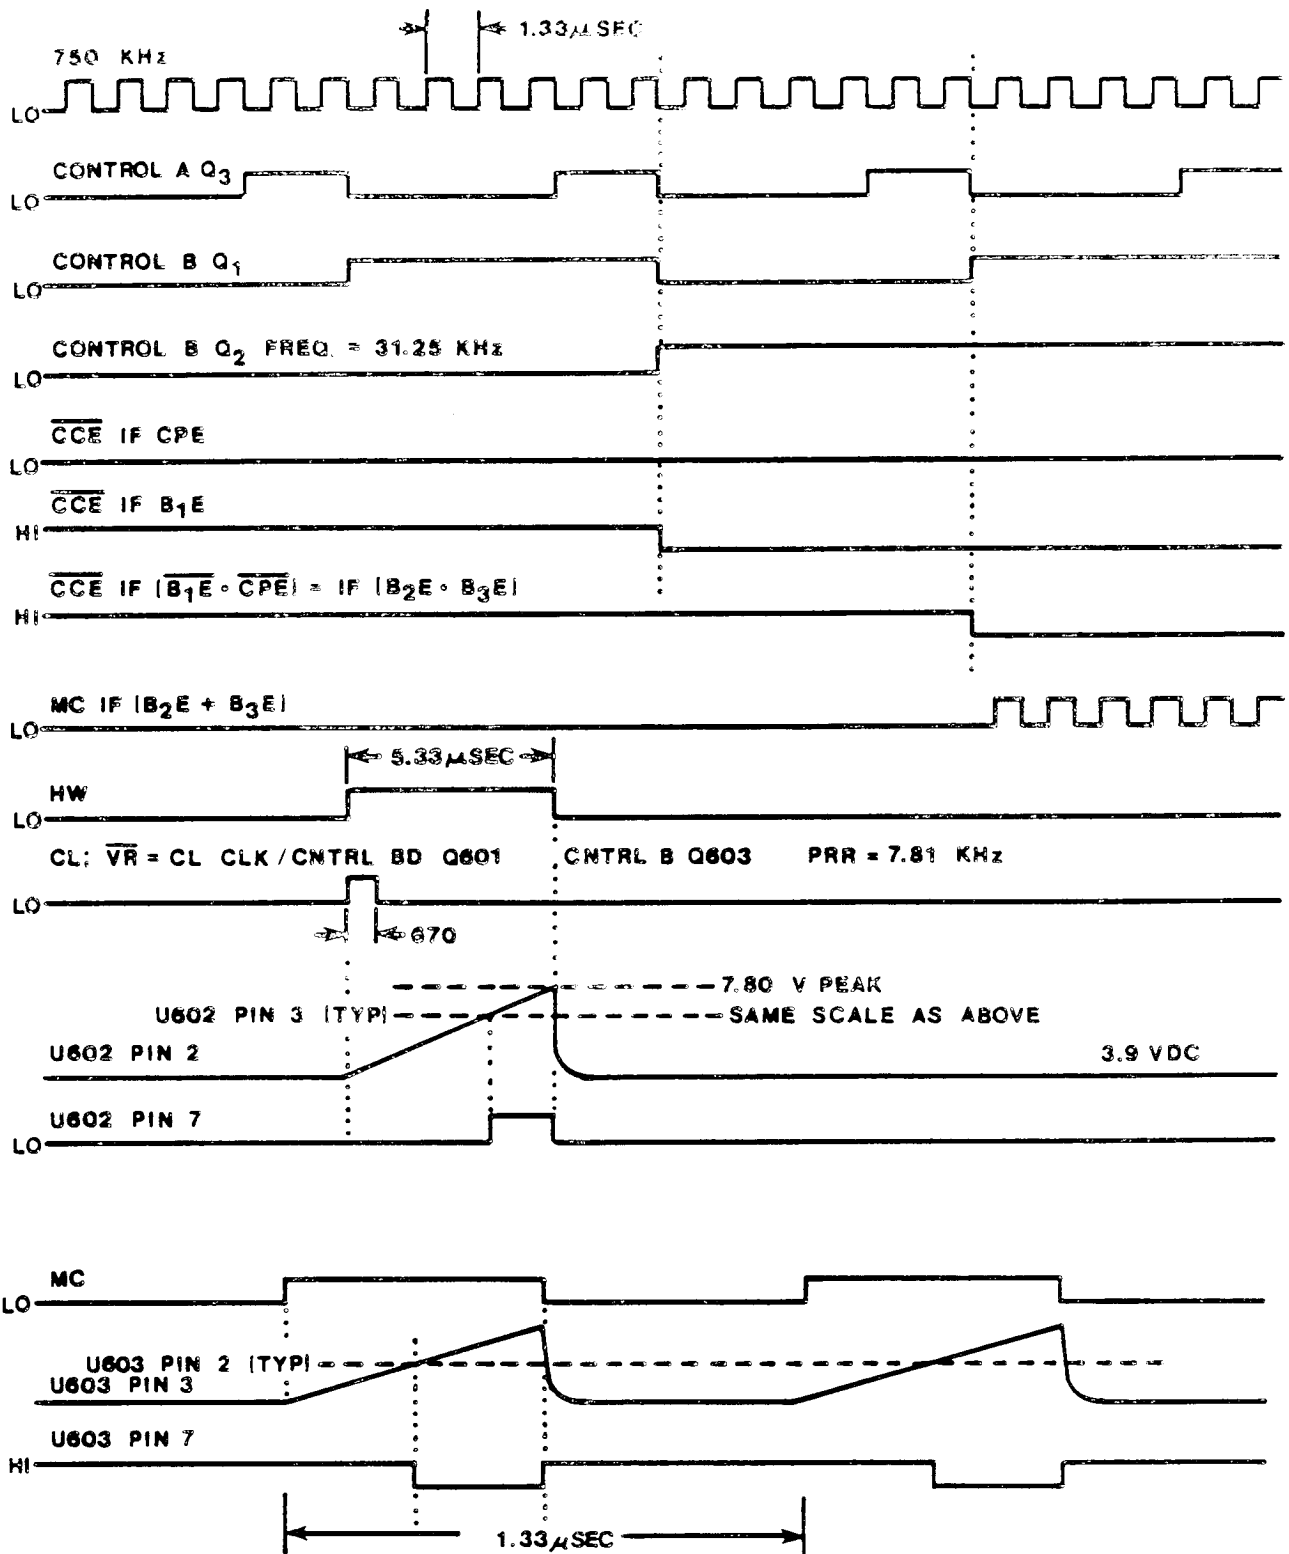 1.33μSEC
750 KHz
LO
CONTROL A Q3
LO
CONTROL B Q1
LO
CONTROL B Q2 FREQ. = 31.25 KHz
LO
CCE IF CPE
LO
CCE IF B1E
HI
CCE IF (B1E · CPE) = IF (B2E · B3E)
HI
MC IF (B2E + B3E)
LO
5.33μSEC
HW
LO
CL; VR = CL CLK/CNTRL BD Q601 CNTRL B Q603 PRR = 7.81 KHz
LO
670
7.80 V PEAK
U602 PIN 3 (TYP) SAME SCALE AS ABOVE
U602 PIN 2 3.9 VDC
U602 PIN 7
LO
MC
LO
U603 PIN 2 (TYP)
U603 PIN 3
U603 PIN 7
HI
1.33μSEC